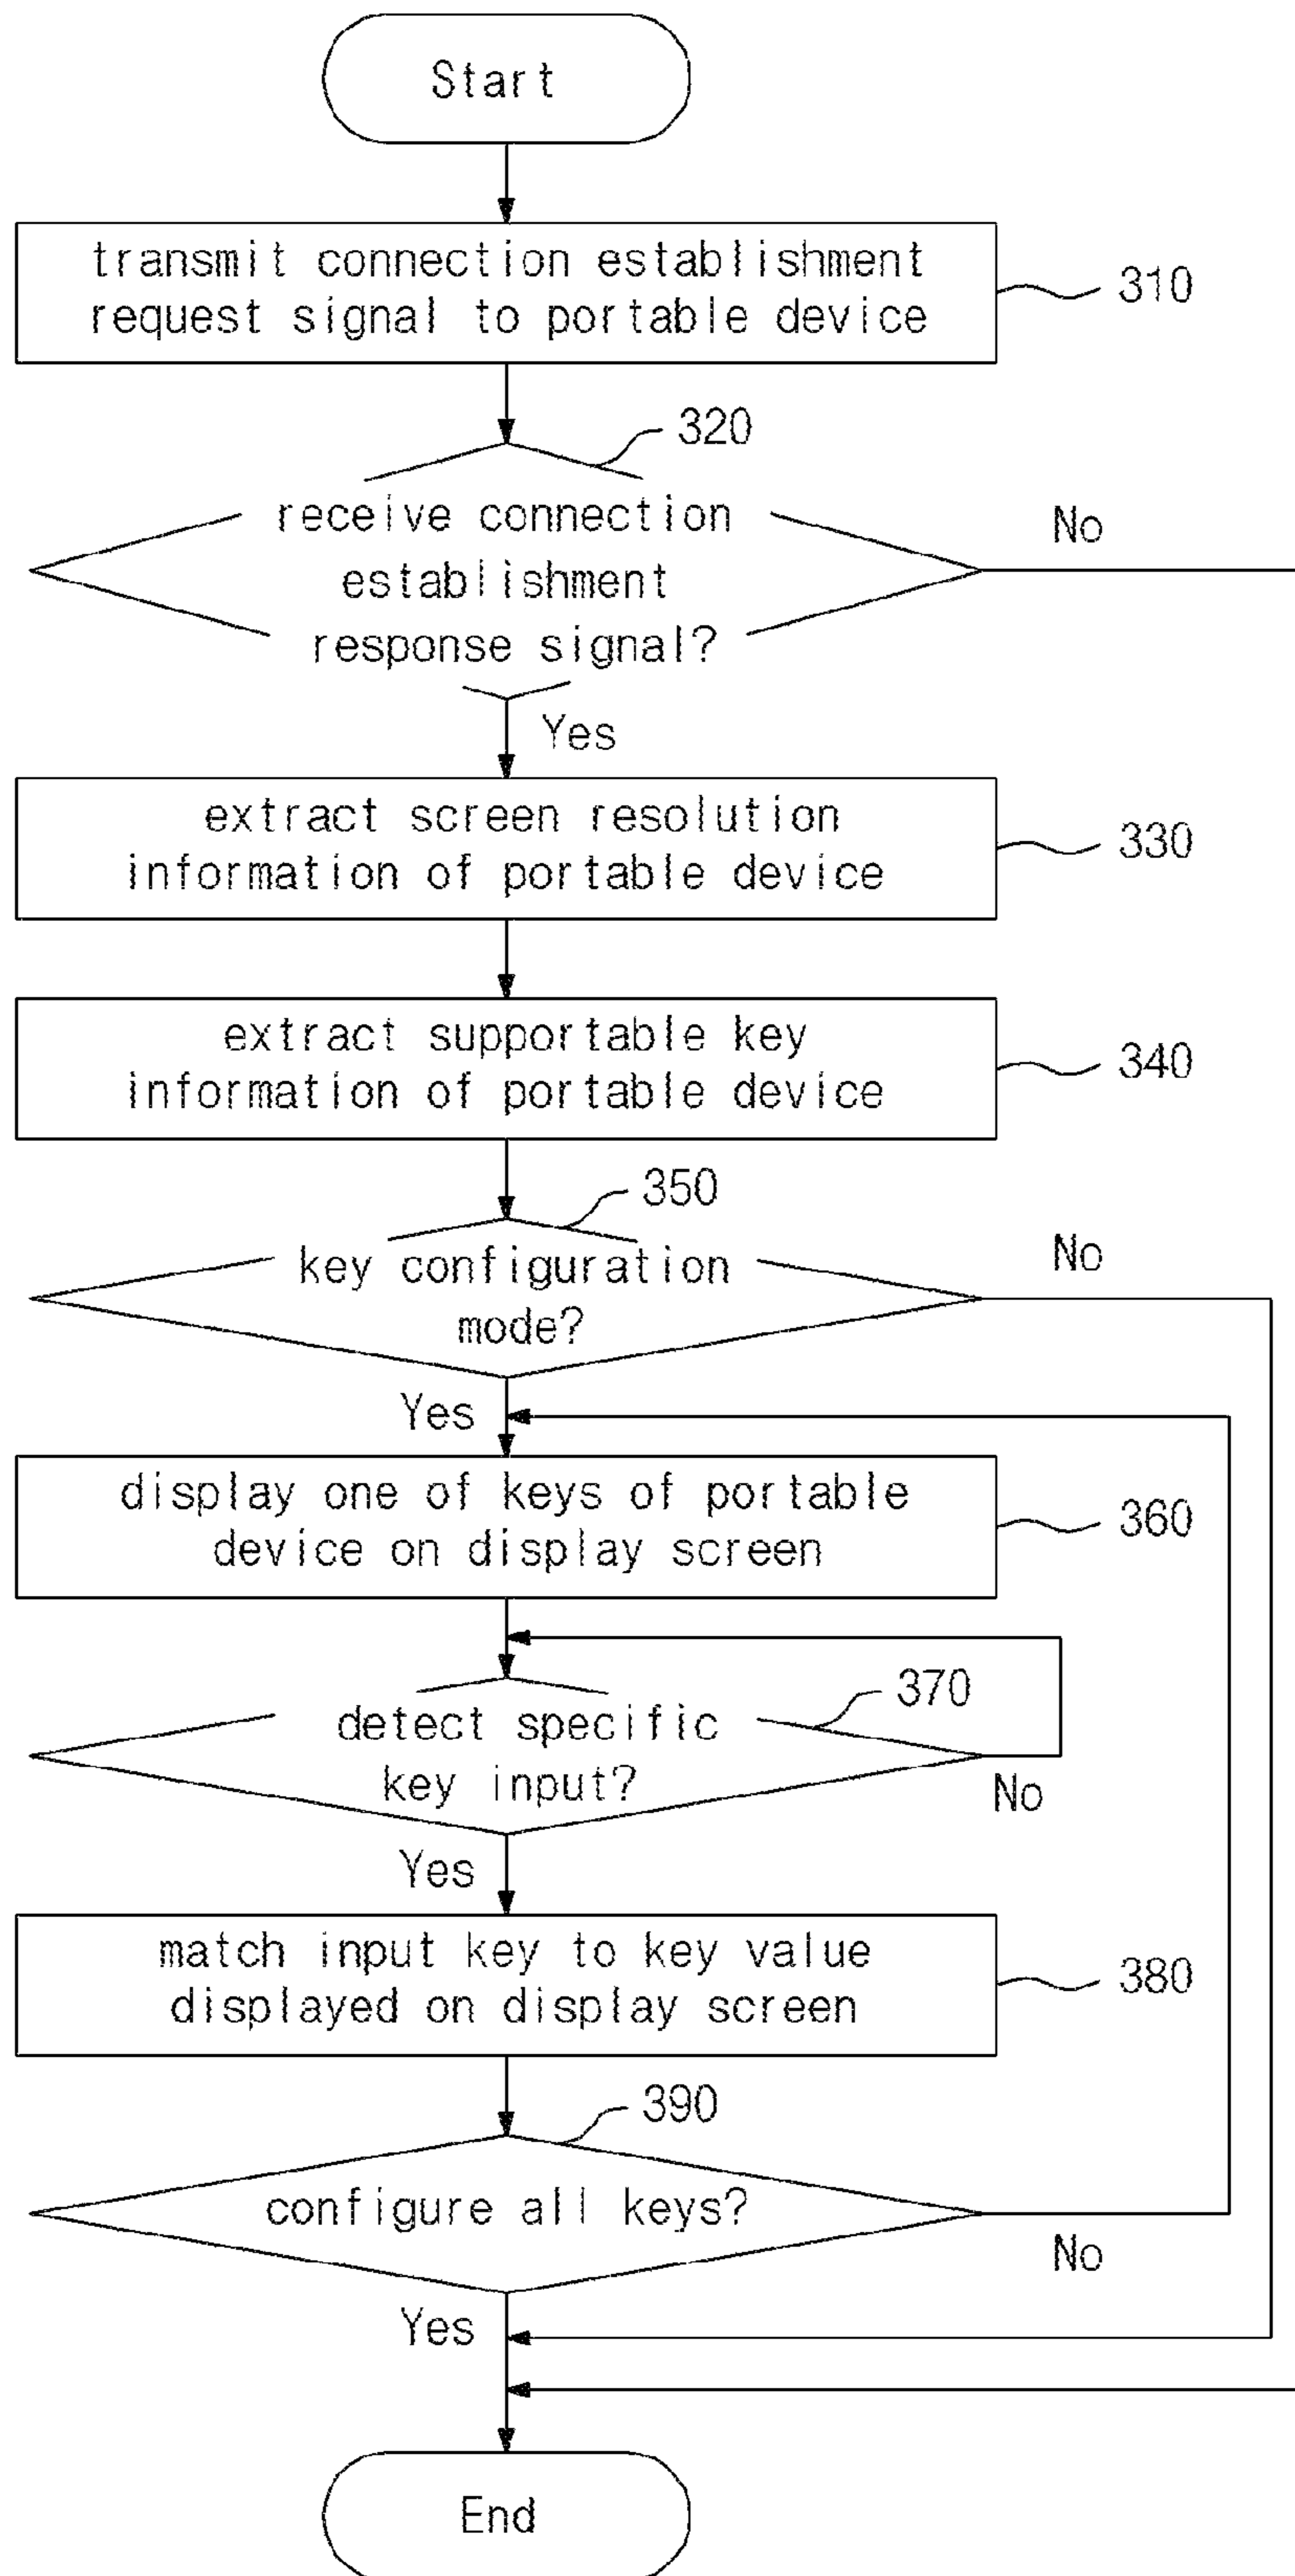 Start
transmit connection establishment
request signal to portable device
310
320
receive connection
establishment
response signal?
No
Yes
extract screen resolution
information of portable device
330
extract supportable key
information of portable device
340
350
key configuration
mode?
No
Yes
display one of keys of portable
device on display screen
360
370
detect specific
key input?
No
Yes
match input key to key value
displayed on display screen
380
390
configure all keys?
No
Yes
End